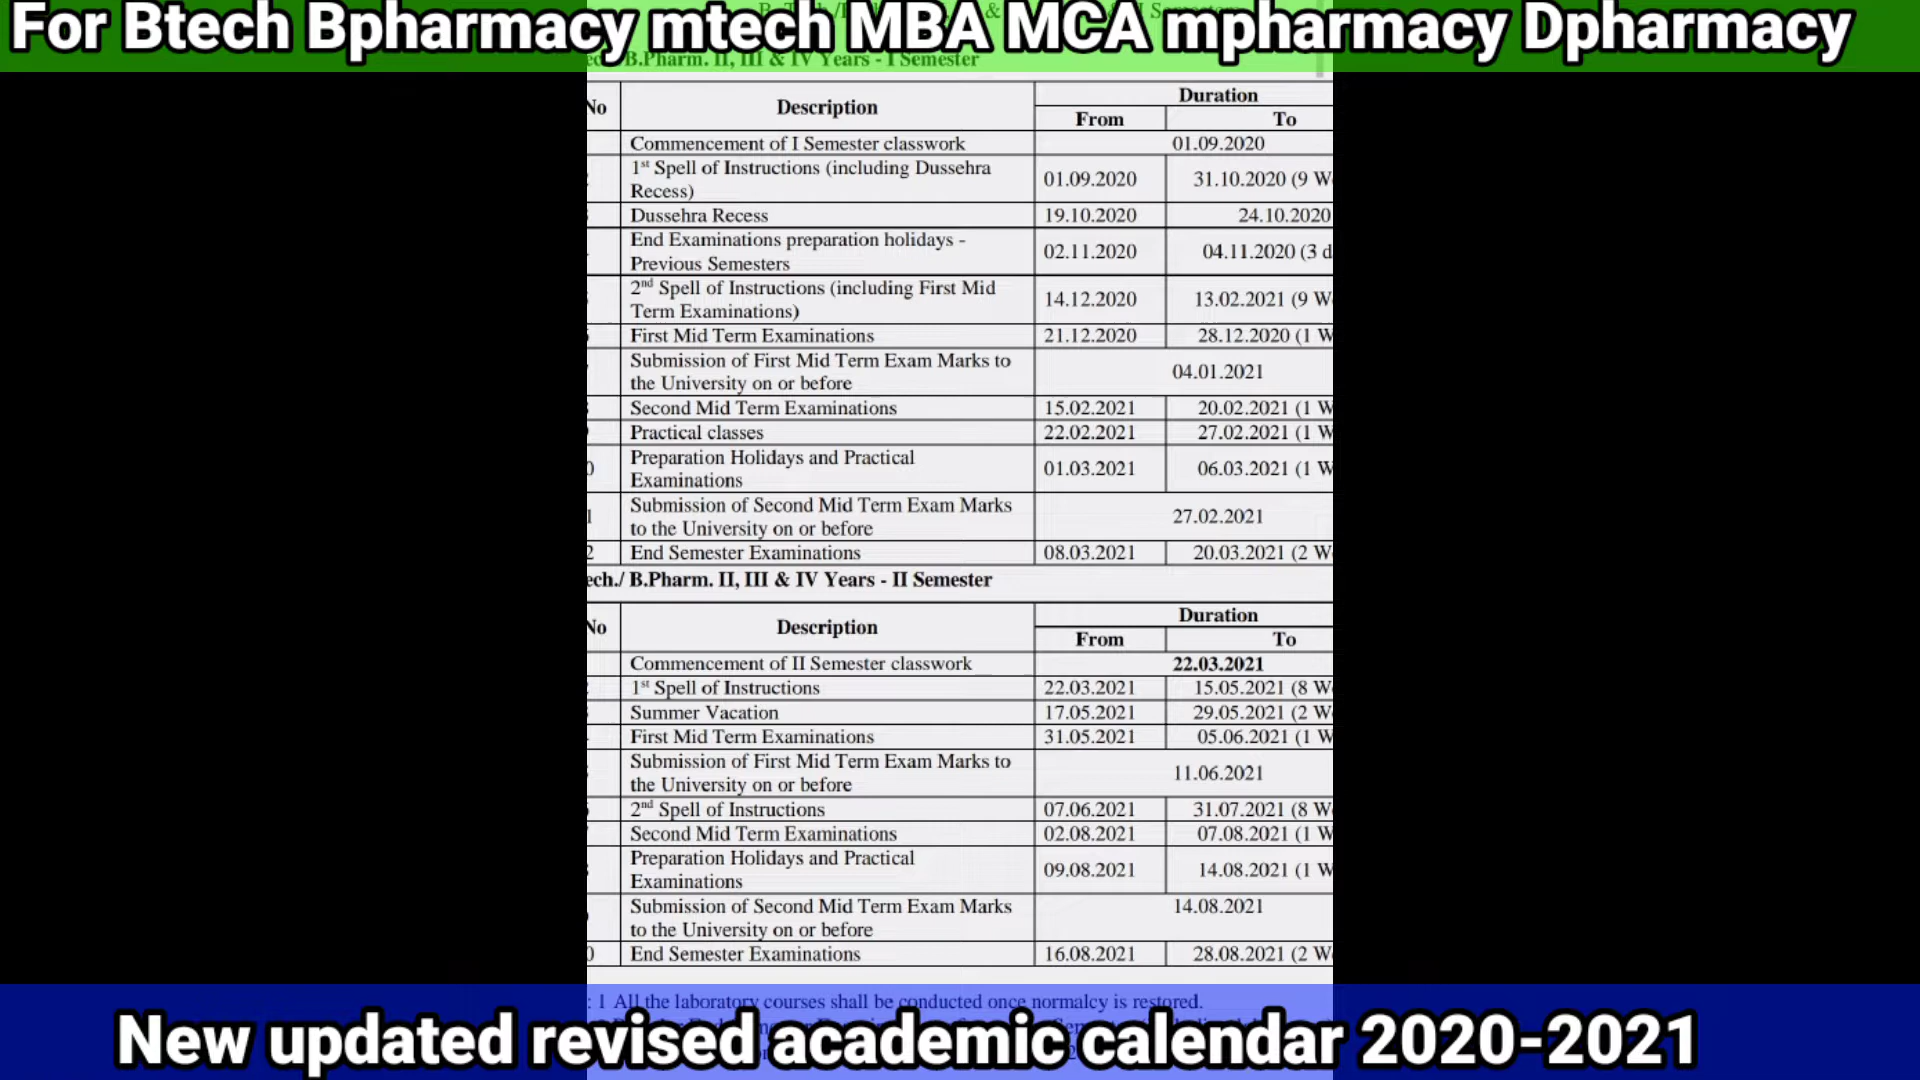 For Btech Bpharmacy mtech MBA MCA mpharmacy Dpharmacy
B.Pharm. II, III & IV Years - I Semester
No Description Duration
From To
Commencement of I Semester classwork 01.09.2020
1st Spell of Instructions (including Dussehra
Recess) 01.09.2020 31.10.2020 (9 W
Dussehra Recess 19.10.2020 24.10.2020
End Examinations preparation holidays -
Previous Semesters 02.11.2020 04.11.2020 (3 d
2nd Spell of Instructions (including First Mid
Term Examinations) 14.12.2020 13.02.2021 (9 W
First Mid Term Examinations 21.12.2020 28.12.2020 (1 W
Submission of First Mid Term Exam Marks to
the University on or before 04.01.2021
Second Mid Term Examinations 15.02.2021 20.02.2021 (1 W
Practical classes 22.02.2021 27.02.2021 (1 W
0 Preparation Holidays and Practical
Examinations 01.03.2021 06.03.2021 (1 W
1 Submission of Second Mid Term Exam Marks
to the University on or before 27.02.2021
2 End Semester Examinations 08.03.2021 20.03.2021 (2 W
ech./ B.Pharm. II, III & IV Years - II Semester
No Description Duration
From To
Commencement of II Semester classwork 22.03.2021
1st Spell of Instructions 22.03.2021 15.05.2021 (8 W
Summer Vacation 17.05.2021 29.05.2021 (2 W
First Mid Term Examinations 31.05.2021 05.06.2021 (1 W
Submission of First Mid Term Exam Marks to
the University on or before 11.06.2021
2nd Spell of Instructions 07.06.2021 31.07.2021 (8 W
Second Mid Term Examinations 02.08.2021 07.08.2021 (1 W
Preparation Holidays and Practical
Examinations 09.08.2021 14.08.2021 (1 W
Submission of Second Mid Term Exam Marks
to the University on or before 14.08.2021
0 End Semester Examinations 16.08.2021 28.08.2021 (2 W
: 1 All the laboratory courses shall be conducted once normalcy is restored.
New updated revised academic calendar 2020-2021